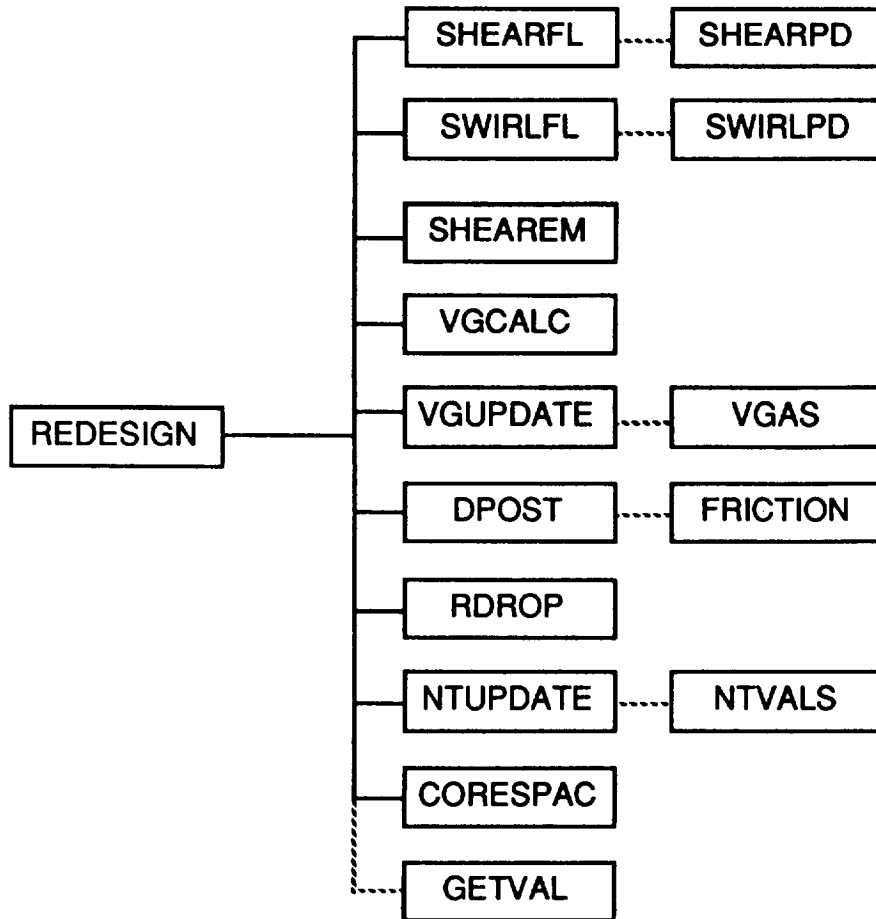 SHEARFL
SHEARPD
SWIRLFL
SWIRLPD
SHEAREM
VGCALC
VGUPDATE
VGAS
REDESIGN
DPOST
FRICTION
RDROP
NTUPDATE
NTVALS
CORESPAC
GETVAL